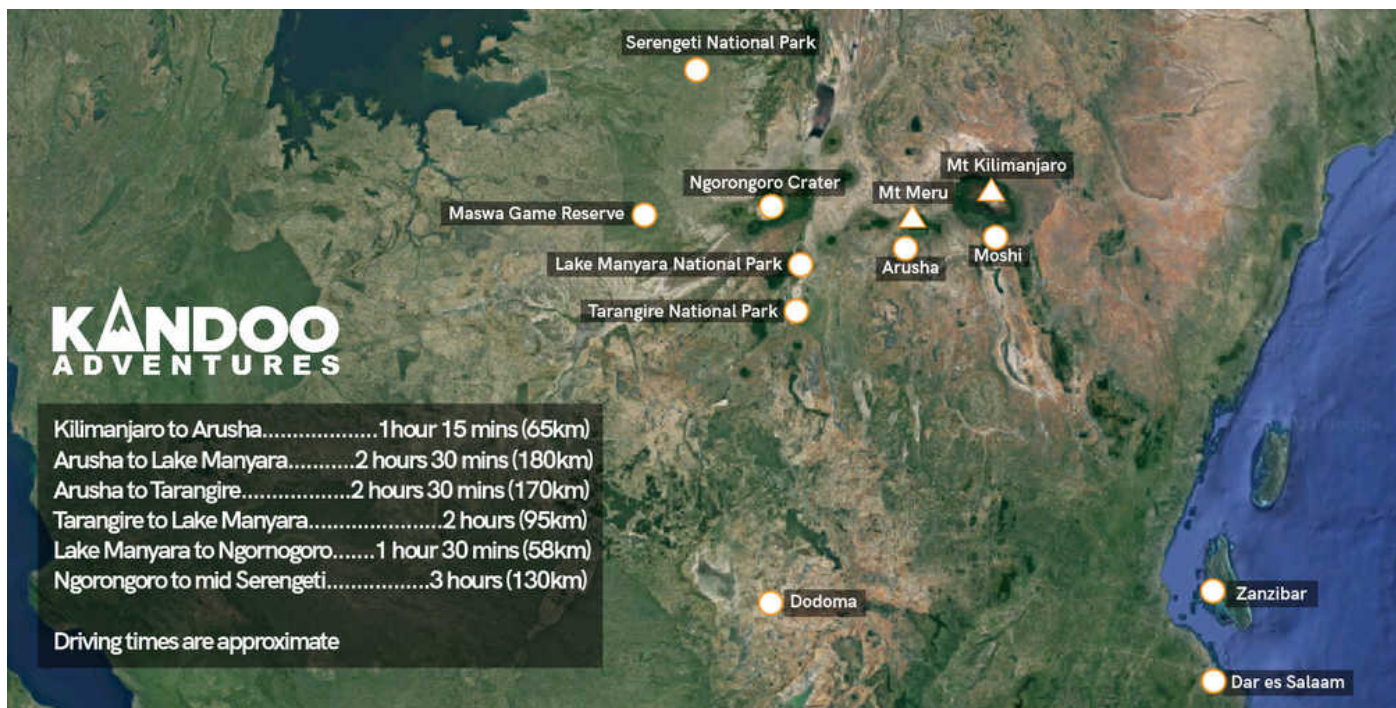 Serengeti National Park
Mt Kilimanjaro
Ngorongoro Crater
Mt Meru
Maswa Game Reserve
Lake Manyara National Park
Arusha
Moshi
Tarangire National Park
KANDOO
ADVENTURES
Kilimanjaro to Arusha...................1hour 15 mins (65km)
Arusha to Lake Manyara...........2 hours 30 mins (180km)
Arusha to Tarangire..................2 hours 30 mins (170km)
Tarangire to Lake Manyara......................2 hours (95km)
Lake Manyara to Ngornogoro.......1 hour 30 mins (58km)
Ngorongoro to mid Serengeti.................3 hours (130km)
Driving times are approximate
Dodoma
Zanzibar
Dar es Salaam